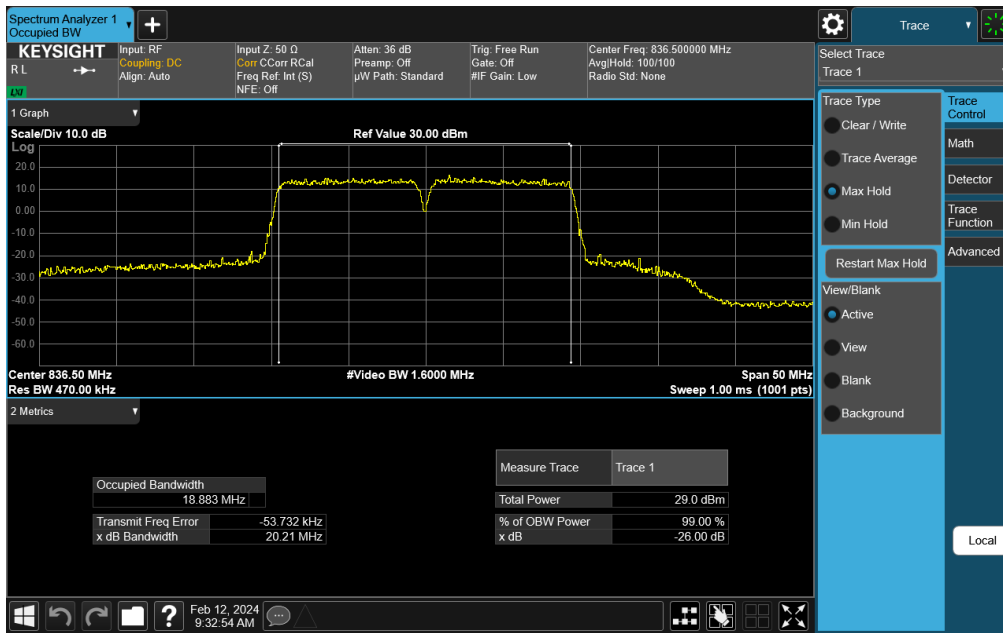 Spectrum Analyzer 1
Occupied BW
Trace
KEYSIGHT
R L
LXI
Input: RF
Coupling: DC
Align: Auto
Input Z: 50 Ω
Corr CCorr RCal
Freq Ref: Int (S)
NFE: Off
Atten: 36 dB
Preamp: Off
µW Path: Standard
Trig: Free Run
Gate: Off
#IF Gain: Low
Center Freq: 836.500000 MHz
Avg|Hold: 100/100
Radio Std: None
Select Trace
Trace 1
1 Graph
Scale/Div 10.0 dB
Ref Value 30.00 dBm
Log
20.0
10.0
0.00
-10.0
-20.0
-30.0
-40.0
-50.0
-60.0
Center 836.50 MHz
#Video BW 1.6000 MHz
Span 50 MHz
Res BW 470.00 kHz
Sweep 1.00 ms (1001 pts)
2 Metrics
Occupied Bandwidth
18.883 MHz
Transmit Freq Error -53.732 kHz
x dB Bandwidth 20.21 MHz
Measure Trace Trace 1
Total Power 29.0 dBm
% of OBW Power 99.00 %
x dB -26.00 dB
Trace Type
Clear / Write
Trace Average
Max Hold
Min Hold
Restart Max Hold
View/Blank
Active
View
Blank
Background
Trace
Control
Math
Detector
Trace
Function
Advanced
Local
?
Feb 12, 2024
9:32:54 AM